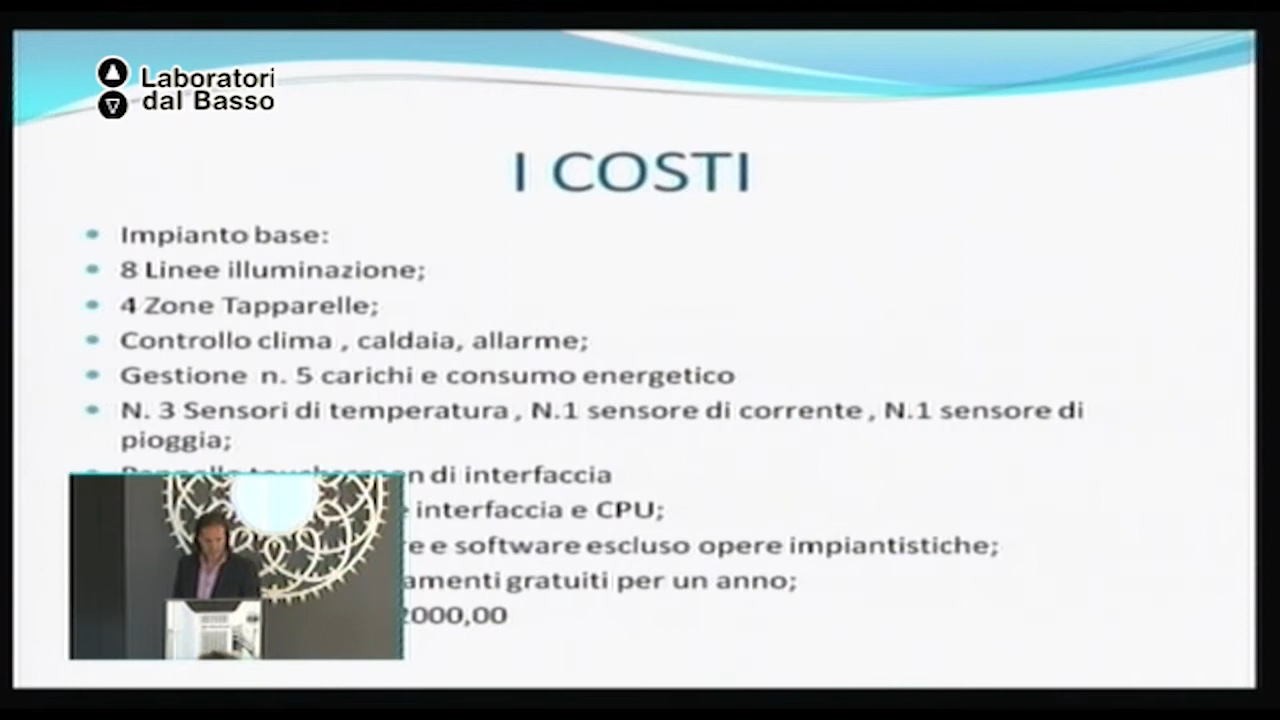 Laboratori
dal Basso
I COSTI
Impianto base:
8 Linee illuminazione;
4 Zone Tapparelle;
Controllo clima , caldaia, allarme;
Gestione n. 5 carichi e consumo energetico
N. 3 Sensori di temperatura , N.1 sensore di corrente , N.1 sensore di
pioggia;
di interfaccia
interfaccia e CPU;
e software escluso opere impiantistiche;
gratuiti per un anno;
2000,00